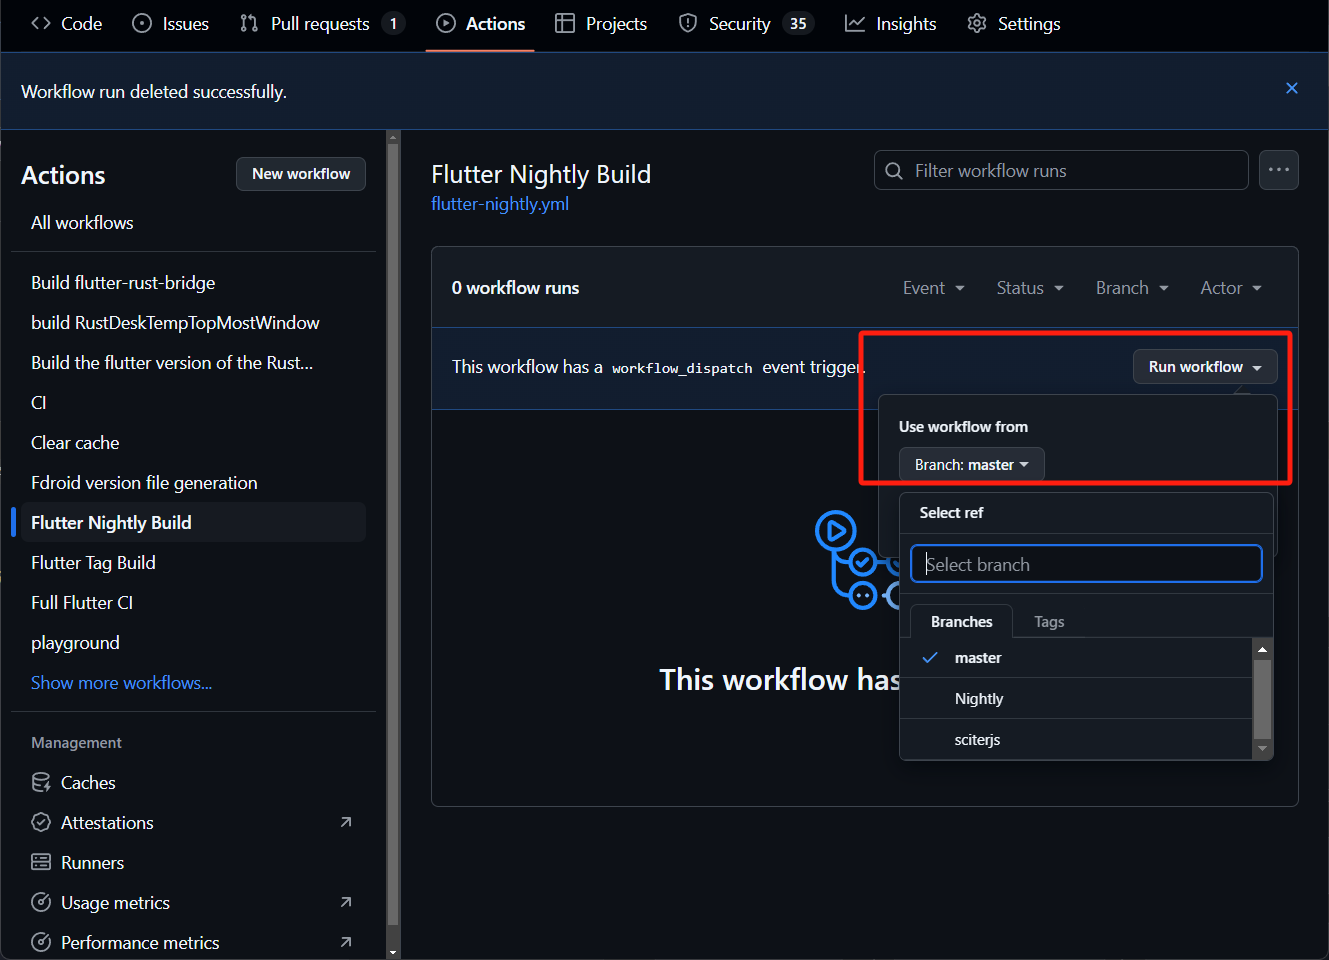 Code Issues Pull requests 1 Actions Projects Security 35 Insights Settings
Workflow run deleted successfully.
Actions
New workflow
All workflows
Build flutter-rust-bridge
build RustDeskTempTopMostWindow
Build the flutter version of the Rust...
CI
Clear cache
Fdroid version file generation
Flutter Nightly Build
Flutter Tag Build
Full Flutter CI
playground
Show more workflows...
Management
Caches
Attestations
Runners
Usage metrics
Performance metrics
Flutter Nightly Build
flutter-nightly.yml
Filter workflow runs
0 workflow runs
Event Status Branch Actor
This workflow has a workflow_dispatch event trigger.
Run workflow
Use workflow from
Branch: master
Select ref
Select branch
Branches Tags
master
Nightly
sciterjs
This workflow has